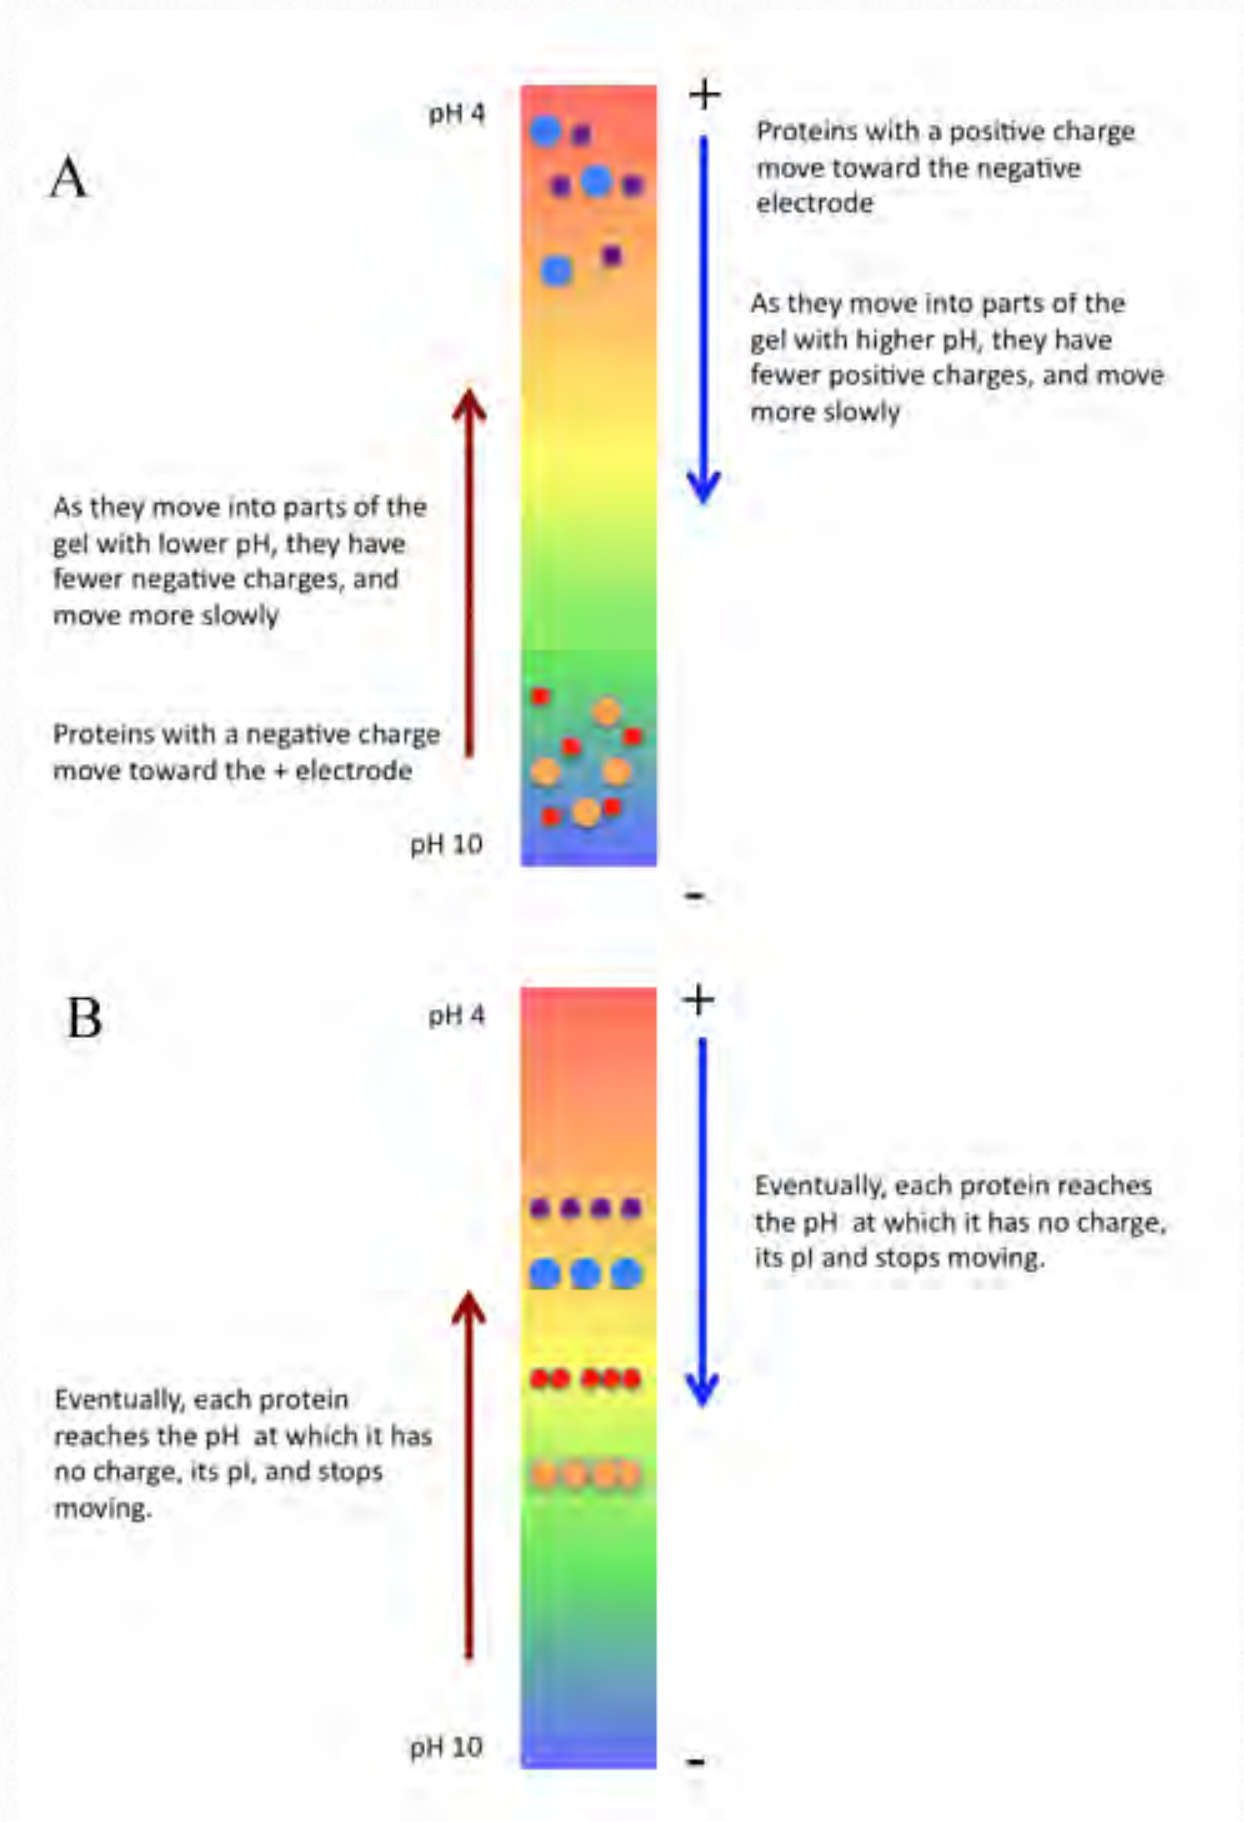 A
pH 4
+
Proteins with a positive charge
move toward the negative
electrode
As they move into parts of the
gel with higher pH, they have
fewer positive charges, and move
more slowly
As they move into parts of the
gel with lower pH, they have
fewer negative charges, and
move more slowly
Proteins with a negative charge
move toward the + electrode
pH 10
-
B
pH 4
+
Eventually, each protein reaches
the pH at which it has no charge,
its pI and stops moving.
Eventually, each protein
reaches the pH at which it has
no charge, its pI, and stops
moving.
pH 10
-